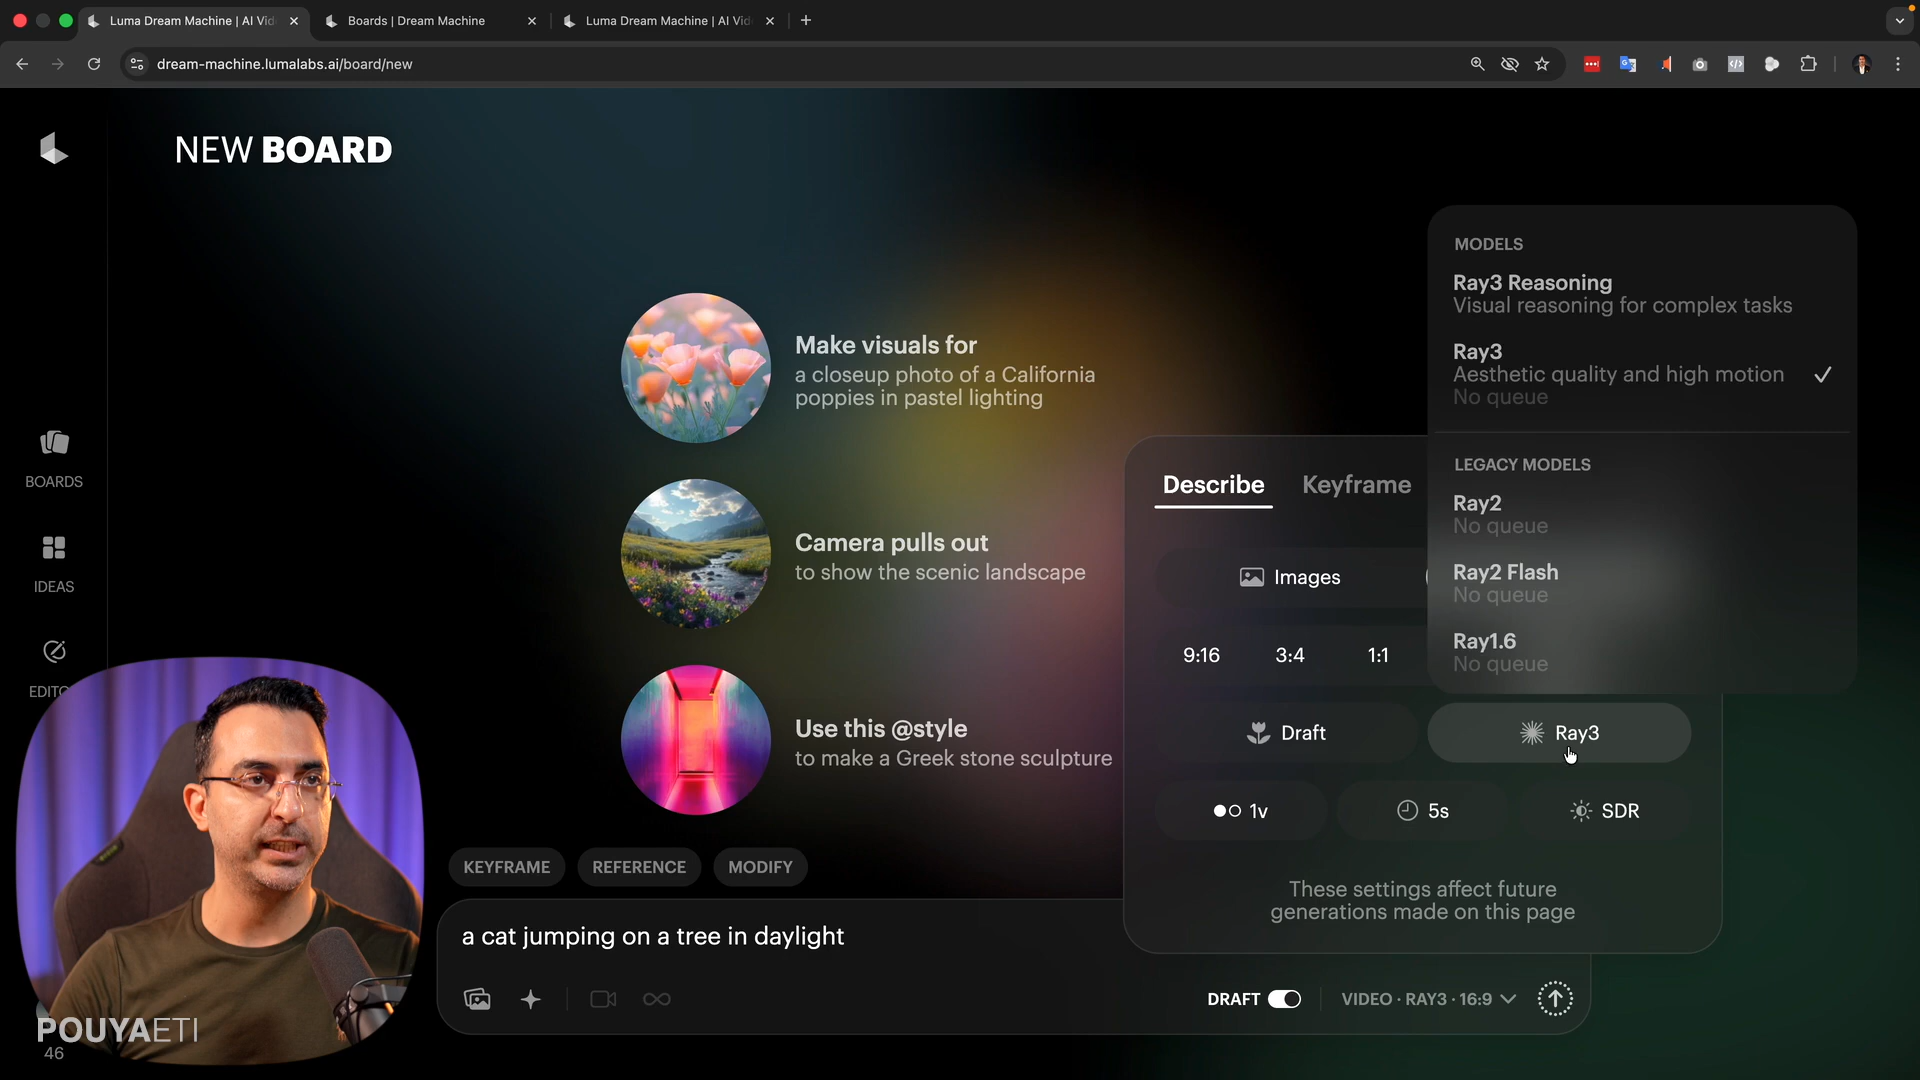 Luma Dream Machine | AI Vid
Boards | Dream Machine
Luma Dream Machine | AI Vid
dream-machine.lumalabs.ai/board/new
NEW BOARD
BOARDS
IDEAS
EDITO
Make visuals for
a closeup photo of a California
poppies in pastel lighting
Camera pulls out
to show the scenic landscape
Use this @style
to make a Greek stone sculpture
MODELS
Ray3 Reasoning
Visual reasoning for complex tasks
Ray3
Aesthetic quality and high motion
No queue
LEGACY MODELS
Ray2
No queue
Ray2 Flash
No queue
Ray1.6
No queue
Describe
Keyframe
Images
9:16
3:4
1:1
Draft
Ray3
1v
5s
SDR
These settings affect future
generations made on this page
KEYFRAME
REFERENCE
MODIFY
a cat jumping on a tree in daylight
DRAFT
VIDEO · RAY3 · 16:9
POUYAETI
46